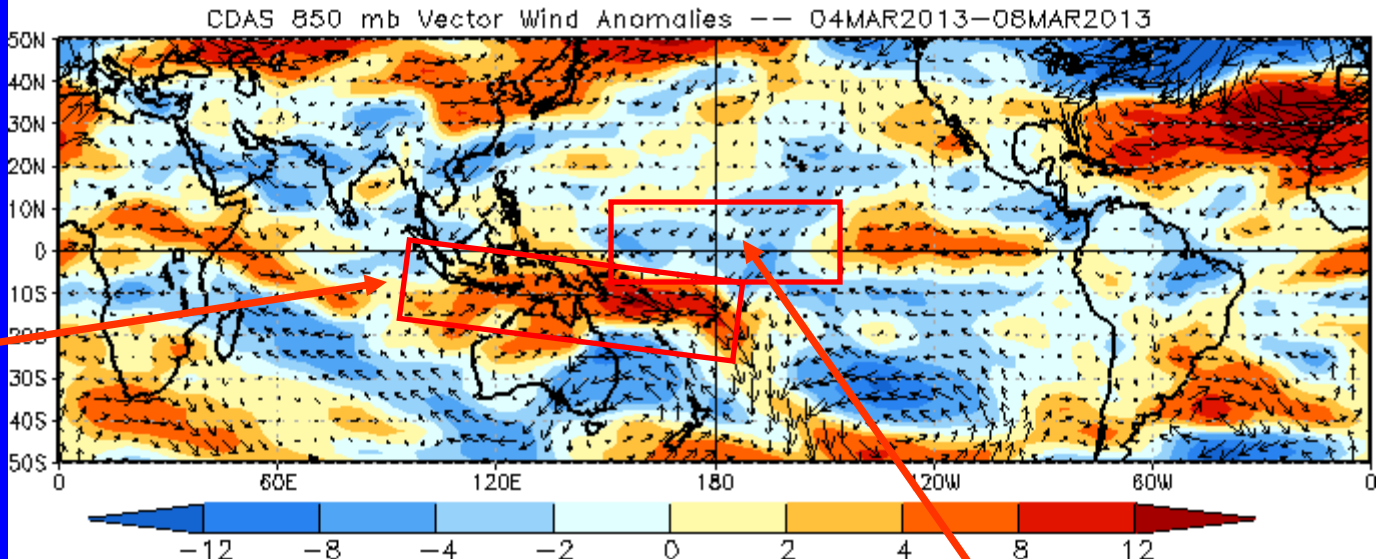 CDAS 850 mb Vector Wind Anomalies -- 04MAR2013-08MAR2013
50N
40N
30N
20N
10N
0
10S
20S
30S
40S
50S
0 60E 120E 180 120W 60W 0
-12 -8 -4 -2 0 2 4 8 12